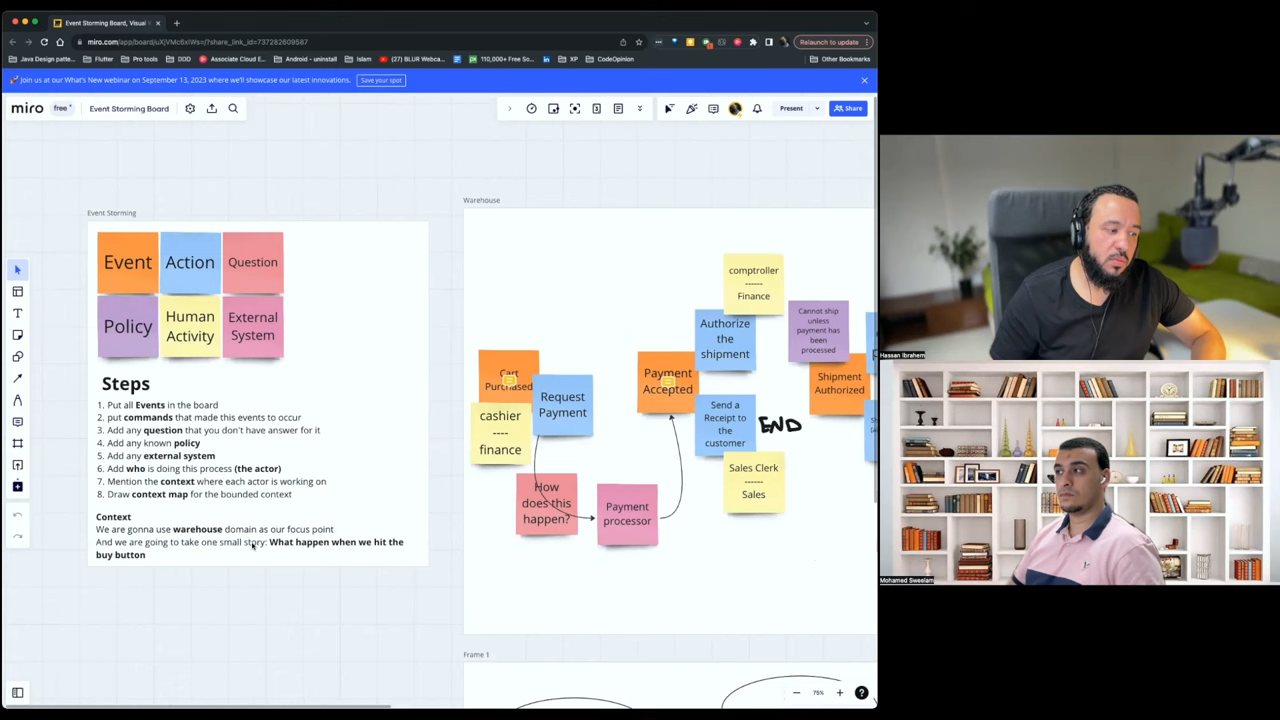 Event Storming Board, Visual
miro.com/app/board/uXjVMc6xIWs=/?share_link_id=737282609587
Relaunch to update
Java Design patte...
Flutter
Pro tools
DDD
Associate Cloud E...
Android - uninstall
Islam
(27) BLUR Webca...
110,000+ Free So...
XP
CodeOpinion
Other Bookmarks
Join us at our What's New webinar on September 13, 2023 where we'll showcase our latest innovations.
Save your spot
miro
free
Event Storming Board
Present
Share
Event Storming
Event
Action
Question
Policy
Human
Activity
External
System
Steps
1. Put all Events in the board
2. put commands that made this events to occur
3. Add any question that you don't have answer for it
4. Add any known policy
5. Add any external system
6. Add who is doing this process (the actor)
7. Mention the context where each actor is working on
8. Draw context map for the bounded context
Context
We are gonna use warehouse domain as our focus point
And we are going to take one small story: What happen when we hit the
buy button
Warehouse
Cart
Purchased
cashier
----
finance
Request
Payment
How
does this
happen?
Payment
processor
Payment
Accepted
comptroller
------
Finance
Authorize
the
shipment
Send a
Receipt to
the
customer
END
Sales Clerk
------
Sales
Cannot ship
unless
payment has
been
processed
Shipment
Authorized
Frame 1
75%
Hassan Ibrahem
Mohamed Sweelam